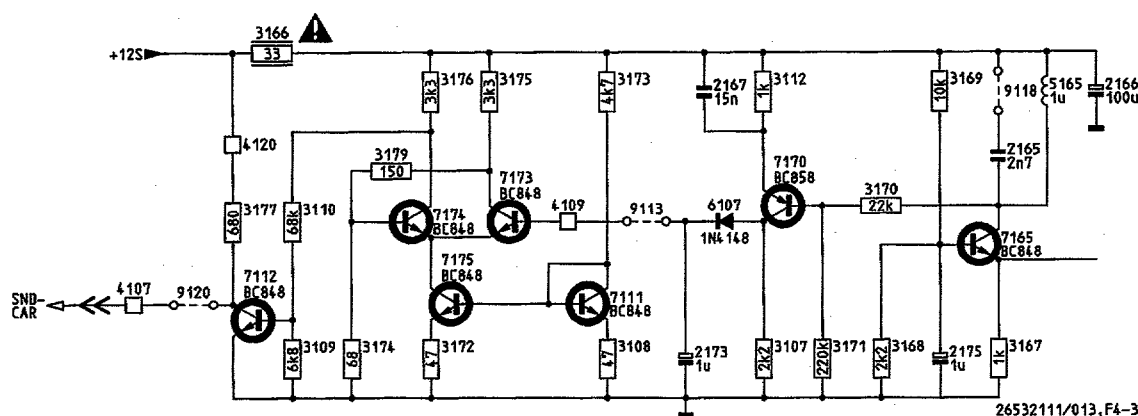 +12S
3166
33
3176
3k3
3175
3k3
3173
4k7
2167
15n
3112
1k
3169
10k
9118
5165
1u
2166
100u
4120
3179
150
2165
2n7
3177
680
3110
68k
7173
BC848
7174
BC848
4109
9113
6107
1N4148
7170
BC858
3170
22k
7165
BC848
SND-
CAR
4107
9120
7112
BC848
7175
BC848
7111
BC848
3109
6k8
3174
68
3172
47
3108
47
2173
1u
3107
2k2
3171
220k
3168
2k2
2175
1u
3167
1k
26532111/013.F4-3